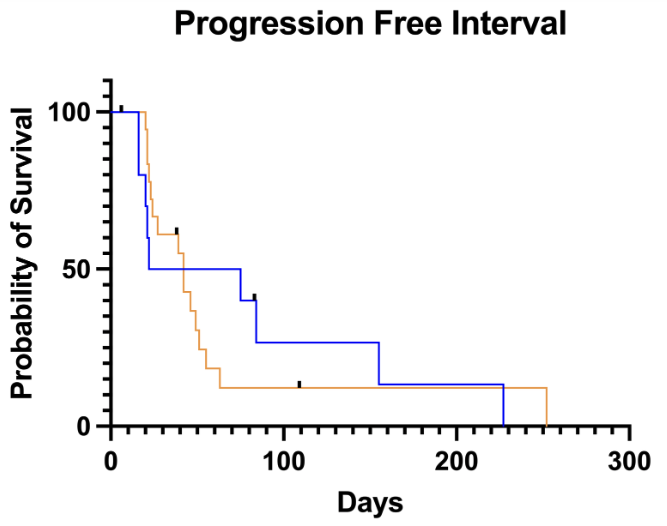 Progression Free Interval
Probability of Survival
100
50
0
0 100 200 300
Days